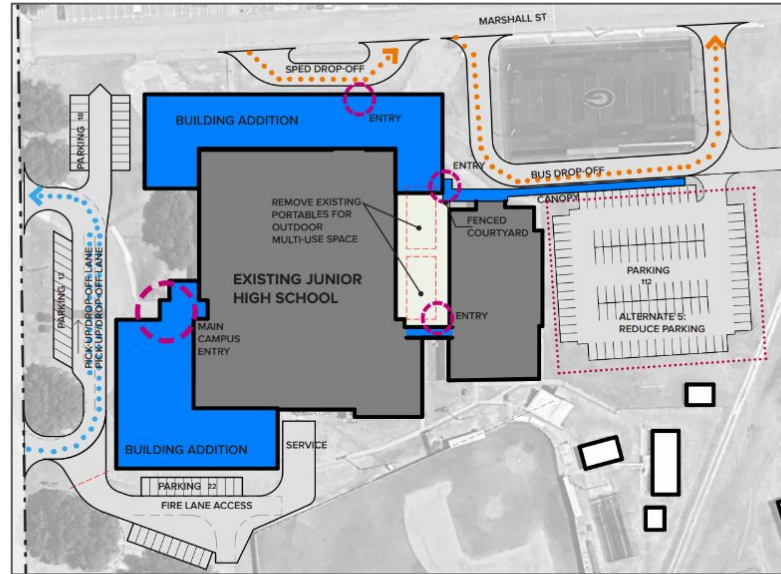 MARSHALL ST
SPED DROP-OFF
PARKING 18
BUILDING ADDITION
ENTRY
ENTRY
BUS DROP-OFF
CANOPY
REMOVE EXISTING
PORTABLES FOR
OUTDOOR
MULTI-USE SPACE
FENCED
COURTYARD
PARKING 12
PICK-UP/DROP-OFF LANE
PICK-UP/DROP-OFF LANE
EXISTING JUNIOR
HIGH SCHOOL
PARKING
112
ALTERNATE 5:
REDUCE PARKING
MAIN
CAMPUS
ENTRY
ENTRY
BUILDING ADDITION
SERVICE
PARKING 22
FIRE LANE ACCESS